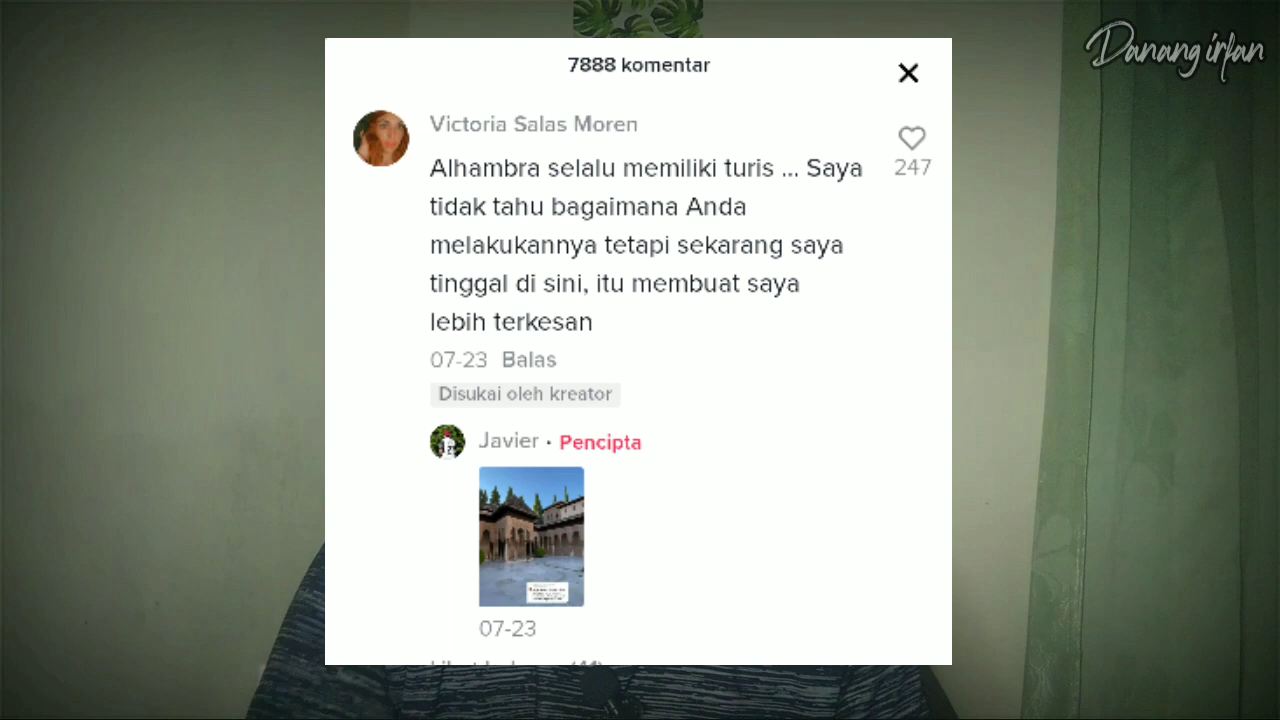 Danang irfan
7888 komentar
Victoria Salas Moren
Alhambra selalu memiliki turis ... Saya
tidak tahu bagaimana Anda
melakukannya tetapi sekarang saya
tinggal di sini, itu membuat saya
lebih terkesan
247
07-23 Balas
Disukai oleh kreator
Javier · Pencipta
07-23